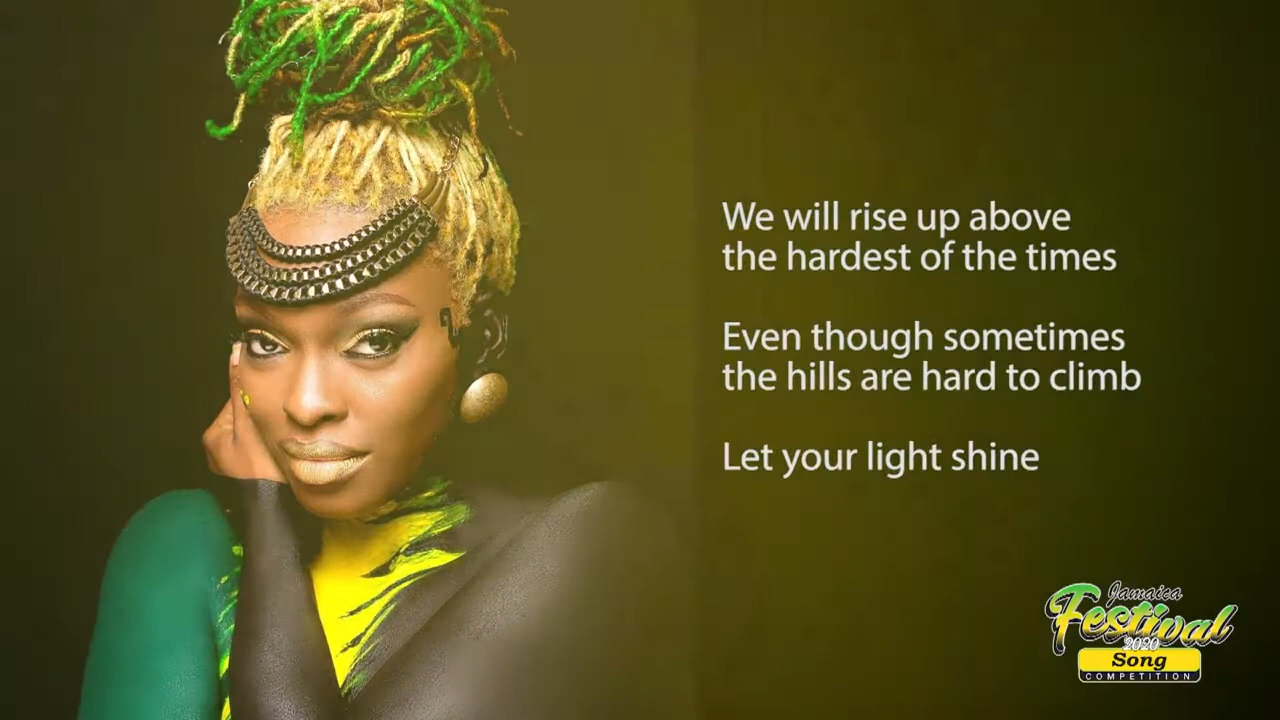 We will rise up above
the hardest of the times
Even though sometimes
the hills are hard to climb
Let your light shine
Jamaica
Festival
2020
Song
COMPETITION